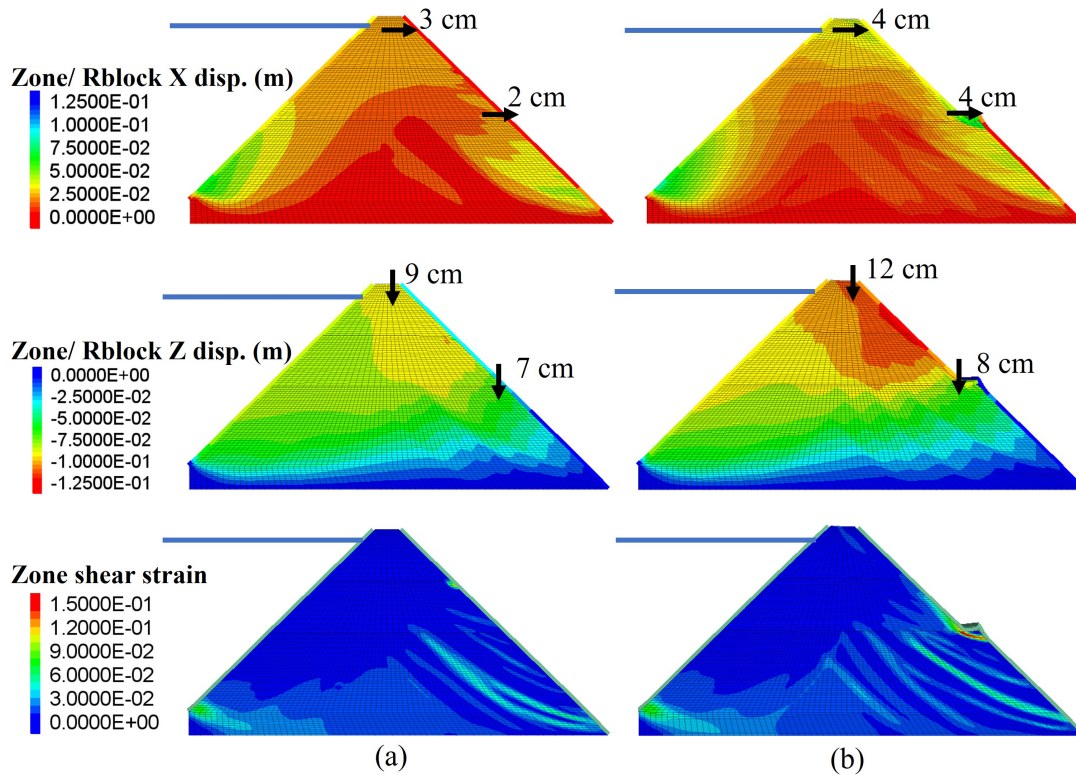 3 cm
4 cm
Zone/ Rblock X disp. (m)
1.2500E-01
1.0000E-01
7.5000E-02
5.0000E-02
2.5000E-02
0.0000E+00
2 cm
4 cm
9 cm
12 cm
Zone/ Rblock Z disp. (m)
0.0000E+00
-2.5000E-02
-5.0000E-02
-7.5000E-02
-1.0000E-01
-1.2500E-01
7 cm
8 cm
Zone shear strain
1.5000E-01
1.2000E-01
9.0000E-02
6.0000E-02
3.0000E-02
0.0000E+00
(a)
(b)